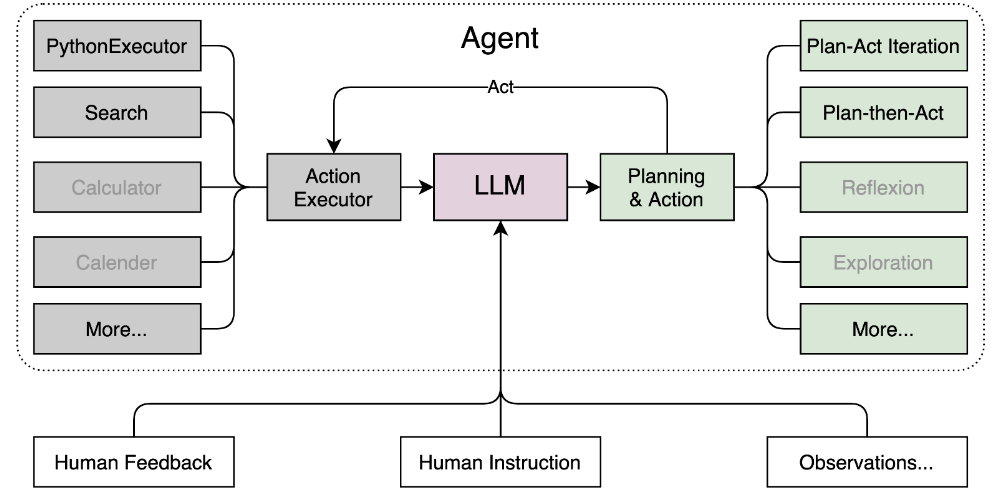 Agent
PythonExecutor
Search
Calculator
Calender
More...
Act
Action
Executor
LLM
Planning
& Action
Plan-Act Iteration
Plan-then-Act
Reflexion
Exploration
More...
Human Feedback
Human Instruction
Observations...